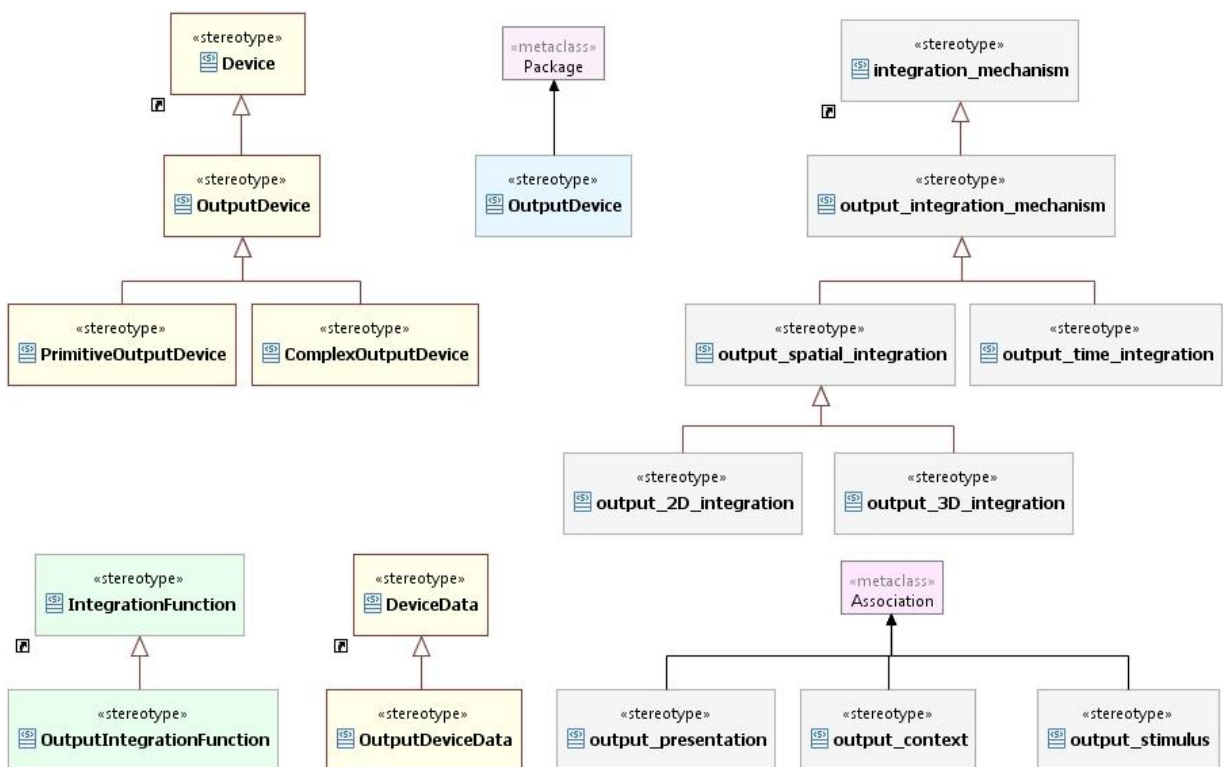 «stereotype»
Device
«metaclass»
Package
«stereotype»
integration_mechanism
«stereotype»
OutputDevice
«stereotype»
OutputDevice
«stereotype»
output_integration_mechanism
«stereotype»
PrimitiveOutputDevice
«stereotype»
ComplexOutputDevice
«stereotype»
output_spatial_integration
«stereotype»
output_time_integration
«stereotype»
output_2D_integration
«stereotype»
output_3D_integration
«stereotype»
IntegrationFunction
«stereotype»
DeviceData
«metaclass»
Association
«stereotype»
OutputIntegrationFunction
«stereotype»
OutputDeviceData
«stereotype»
output_presentation
«stereotype»
output_context
«stereotype»
output_stimulus